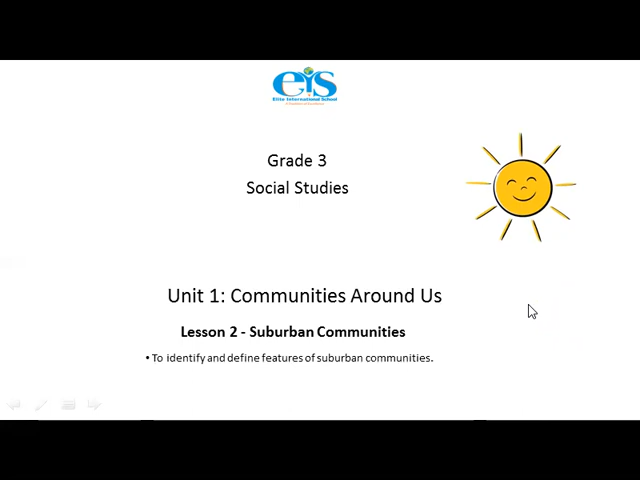 eis
Elite International School
Grade 3
Social Studies
Unit 1: Communities Around Us
Lesson 2 - Suburban Communities
• To identify and define features of suburban communities.